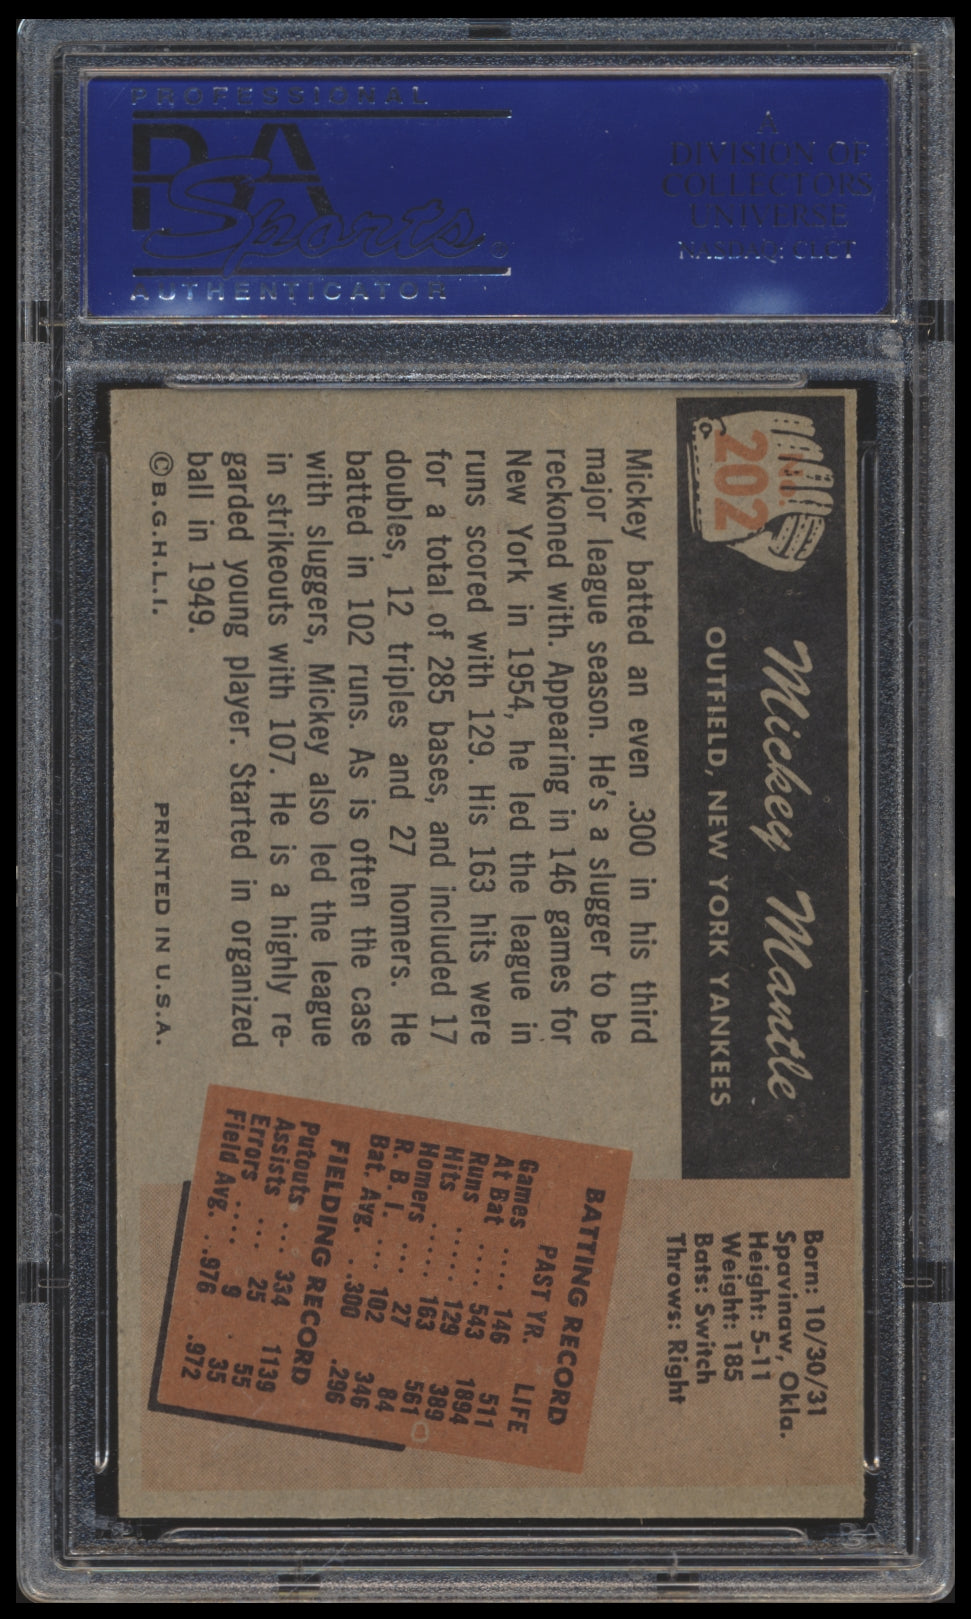 PROFESSIONAL
PSA
Sports®
AUTHENTICATOR
A
DIVISION OF
COLLECTORS
UNIVERSE
NASDAQ: CLCT
No.
202
Mickey Mantle
OUTFIELD, NEW YORK YANKEES
Born: 10/30/31
Spavinaw, Okla.
Height: 5-11
Weight: 185
Bats: Switch
Throws: Right
Mickey batted an even .300 in his third
major league season. He's a slugger to be
reckoned with. Appearing in 146 games for
New York in 1954, he led the league in
runs scored with 129. His 163 hits were
for a total of 285 bases, and included 17
doubles, 12 triples and 27 homers. He
batted in 102 runs. As is often the case
with sluggers, Mickey also led the league
in strikeouts with 107. He is a highly re-
garded young player. Started in organized
ball in 1949.
©B.G.H.L.I. PRINTED IN U.S.A.
BATTING RECORD
PAST YR. LIFE
Games .... 146 511
At Bat .... 543 1894
Runs ..... 129 389
Hits ..... 163 561
Homers ... 27 84
R. B. I. ... 102 346
Bat. Avg. .. .300 .296
FIELDING RECORD
Putouts ... 334 1139
Assists ... 25 55
Errors .... 9 35
Field Avg. . .976 .972